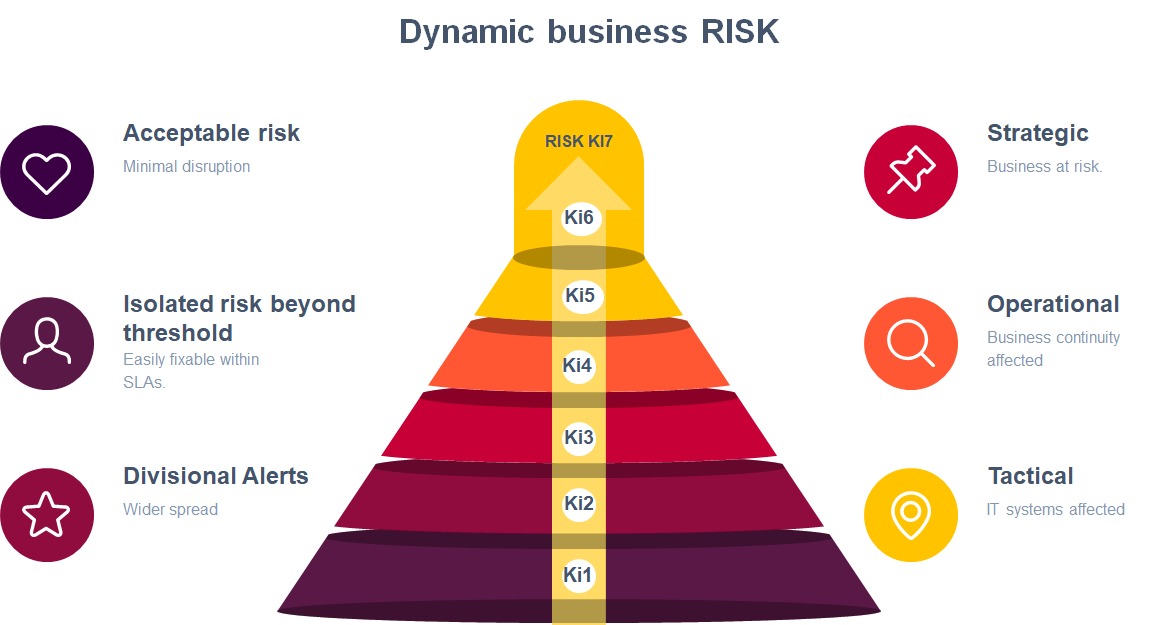 Dynamic business RISK
Acceptable risk
Minimal disruption
Isolated risk beyond
threshold
Easily fixable within
SLAs.
Divisional Alerts
Wider spread
RISK KI7
Ki6
Ki5
Ki4
Ki3
Ki2
Ki1
Strategic
Business at risk.
Operational
Business continuity
affected
Tactical
IT systems affected